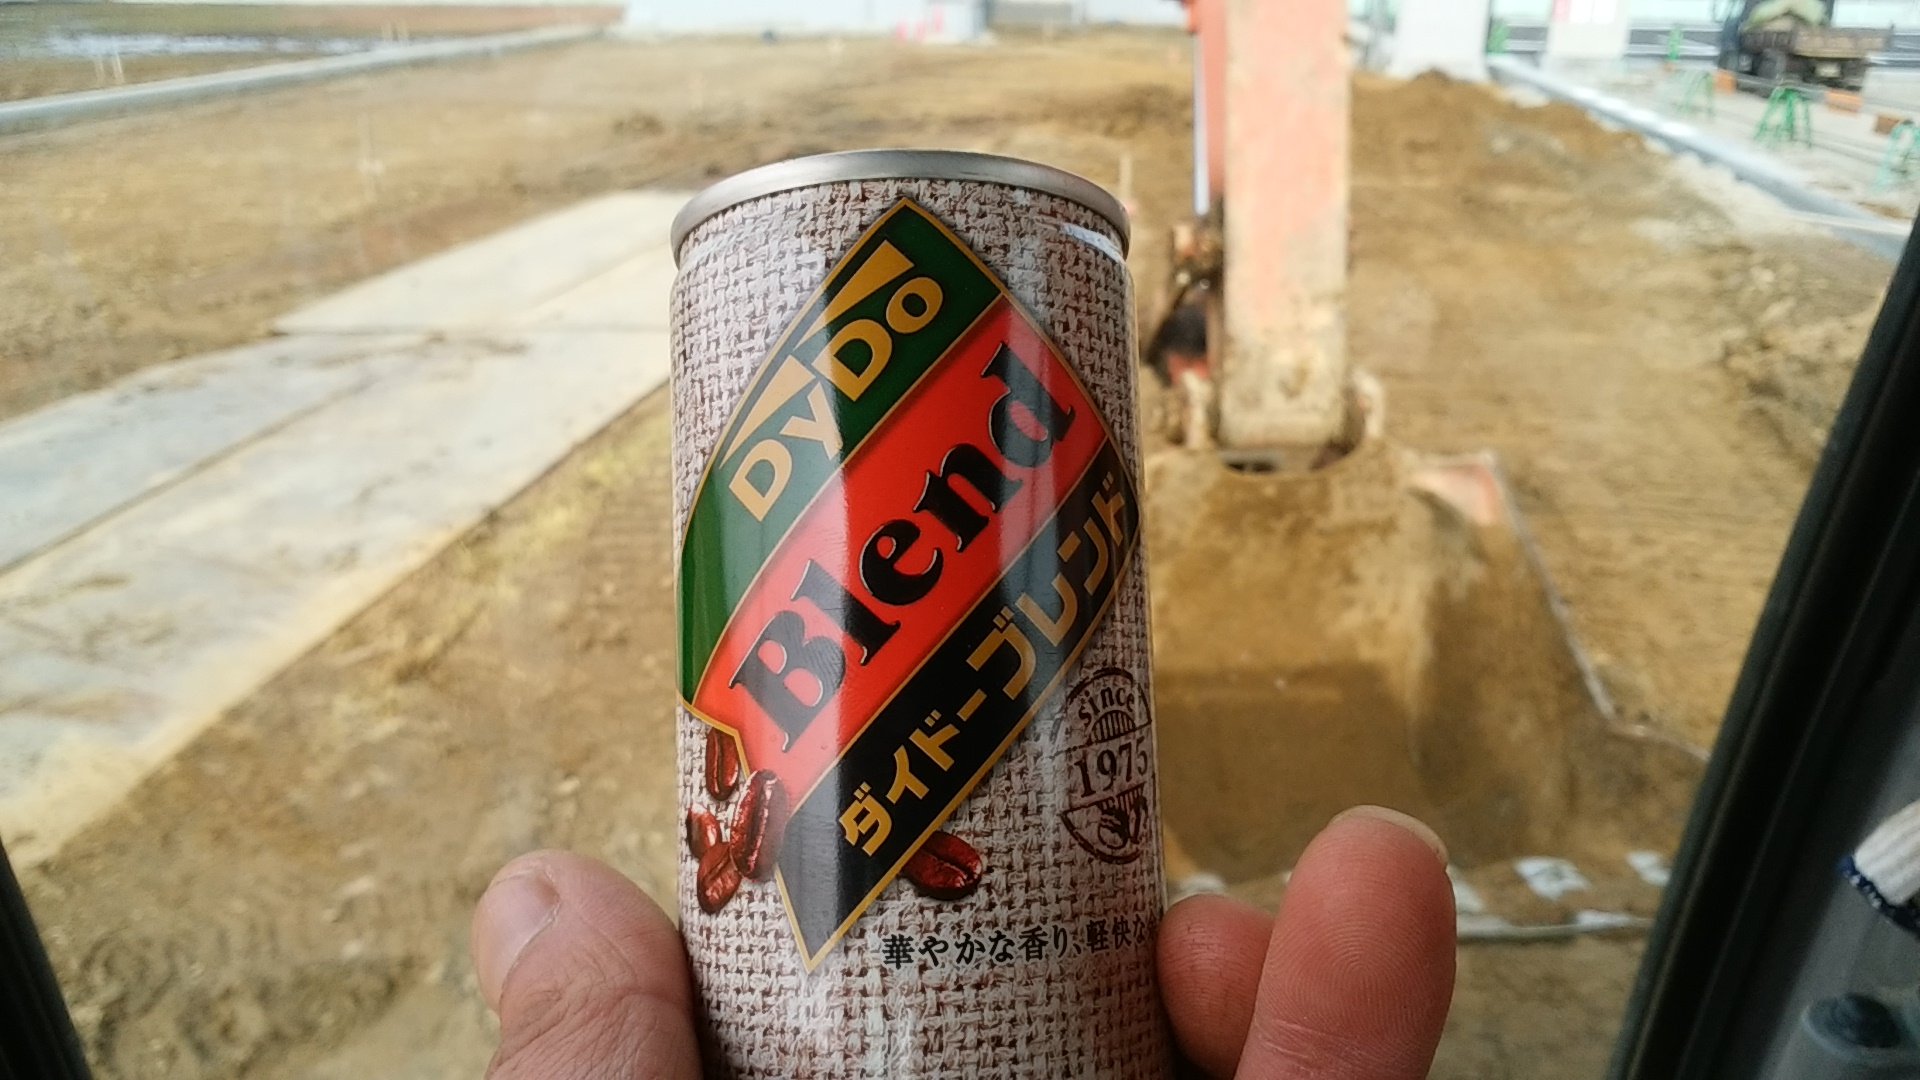 DyDo
Blend
ダイドーブレンド
since
1975
華やかな香り、軽快な